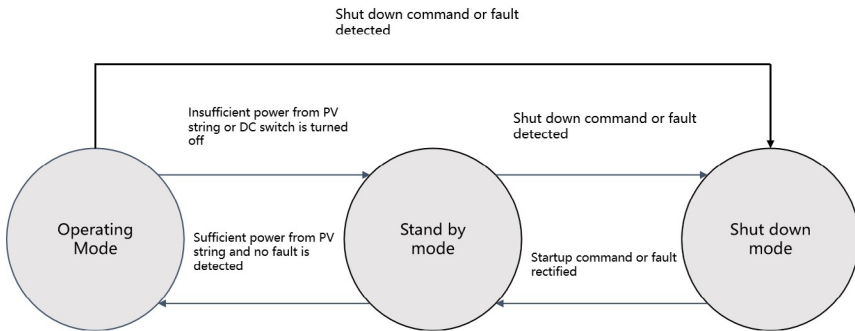 Shut down command or fault
detected
Insufficient power from PV
string or DC switch is turned
off
Shut down command or fault
detected
Operating
Mode
Sufficient power from PV
string and no fault is
detected
Stand by
mode
Startup command or fault
rectified
Shut down
mode